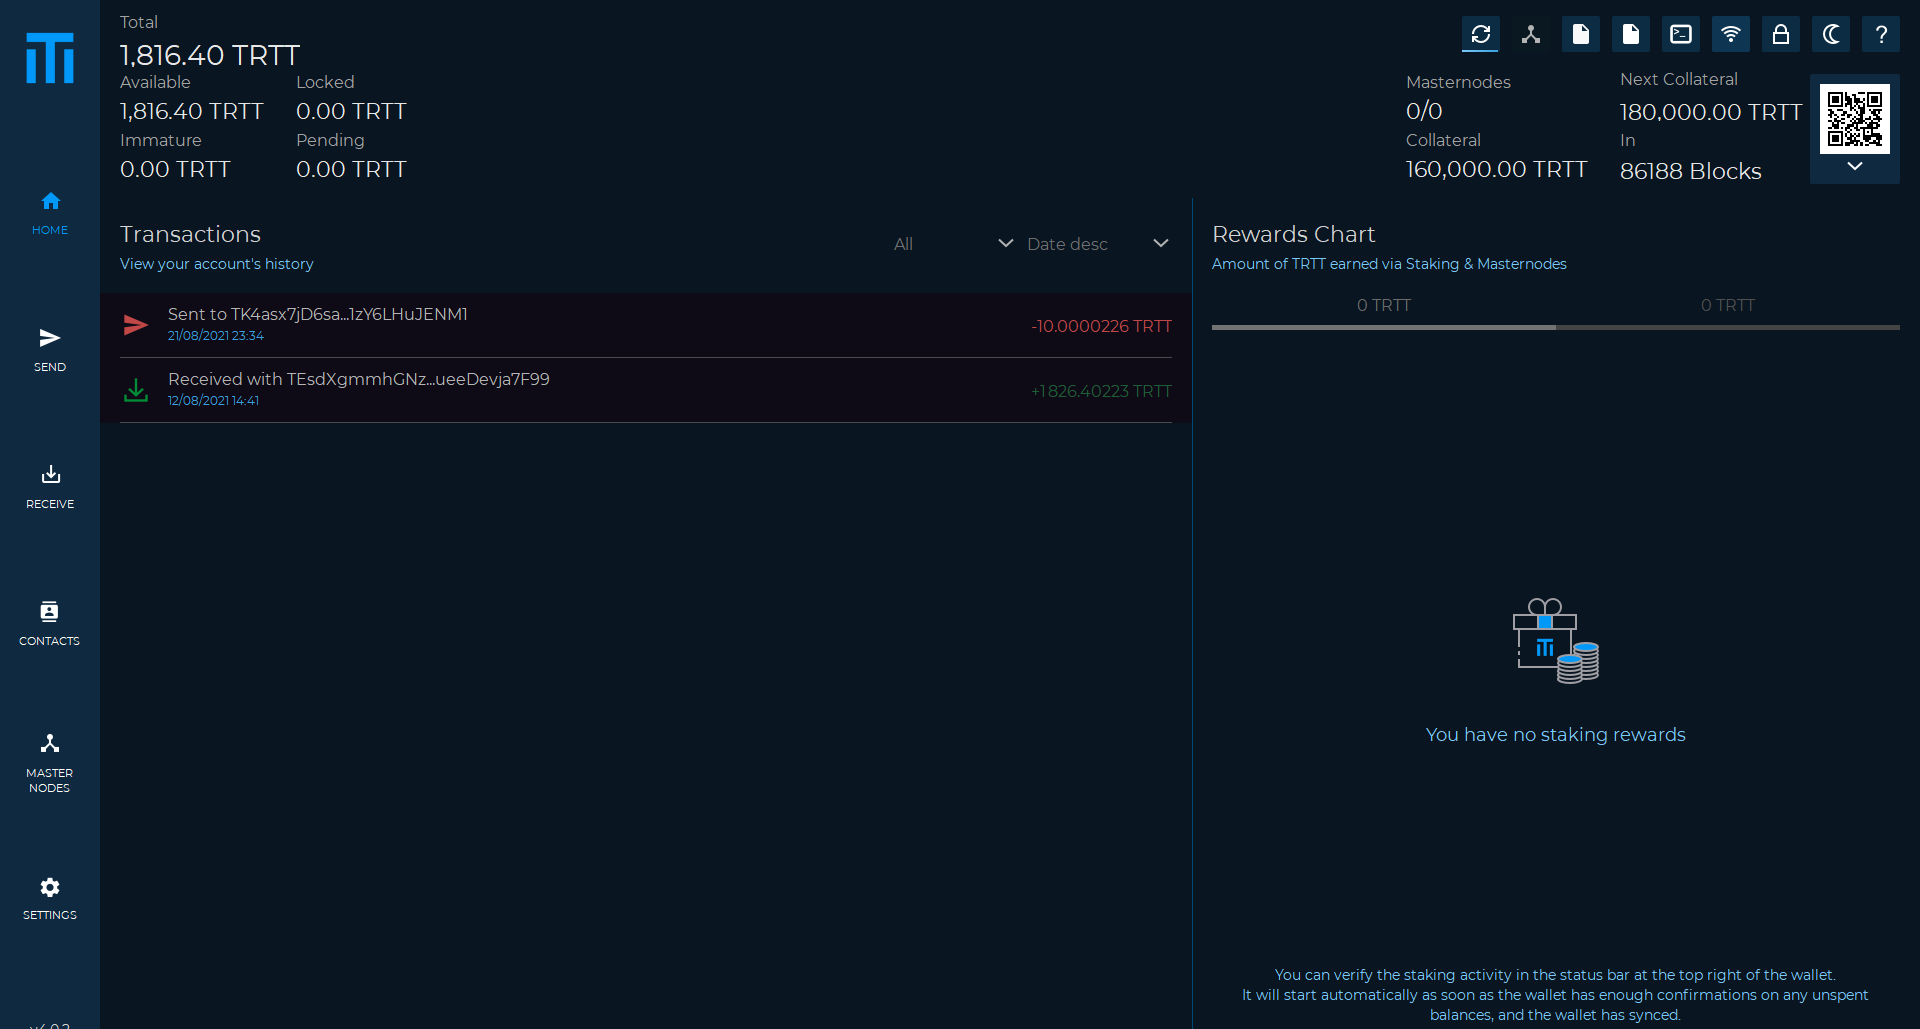 Total
1,816.40 TRTT
Available
Locked
1,816.40 TRTT
0.00 TRTT
Immature
Pending
0.00 TRTT
0.00 TRTT
Masternodes
0/0
Collateral
160,000.00 TRTT
Next Collateral
180,000.00 TRTT
In
86188 Blocks
HOME
SEND
RECEIVE
CONTACTS
MASTER
NODES
SETTINGS
Transactions
View your account's history
All
Date desc
Sent to TK4asx7jD6sa...1zY6LHuJENM1
21/08/2021 23:34
-10.0000226 TRTT
Received with TEsdXgmmhGNz...ueeDevja7F99
12/08/2021 14:41
+1 826.40223 TRTT
Rewards Chart
Amount of TRTT earned via Staking & Masternodes
0 TRTT
0 TRTT
You have no staking rewards
You can verify the staking activity in the status bar at the top right of the wallet.
It will start automatically as soon as the wallet has enough confirmations on any unspent
balances, and the wallet has synced.